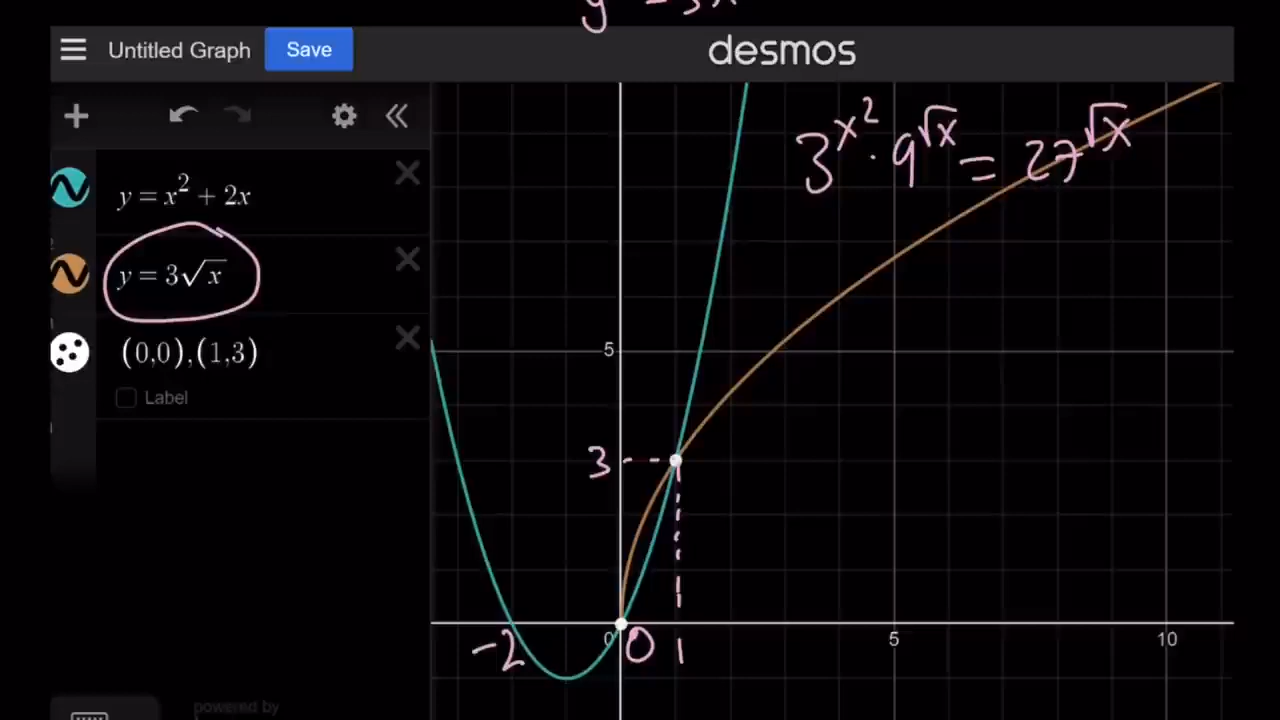 y = 3x
Untitled Graph Save desmos
y = x² + 2x
y = 3√x
(0,0),(1,3)
Label
3^{x²} · 9^{√x} = 27^{√x}
5
3
-2 0 0 1 5 10
powered by